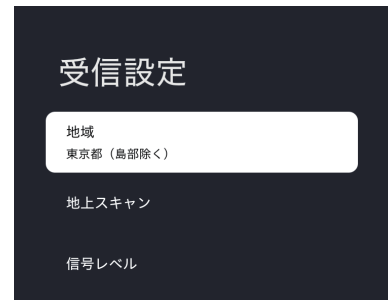 受信設定
地域
東京都（島部除く）
地上スキャン
信号レベル